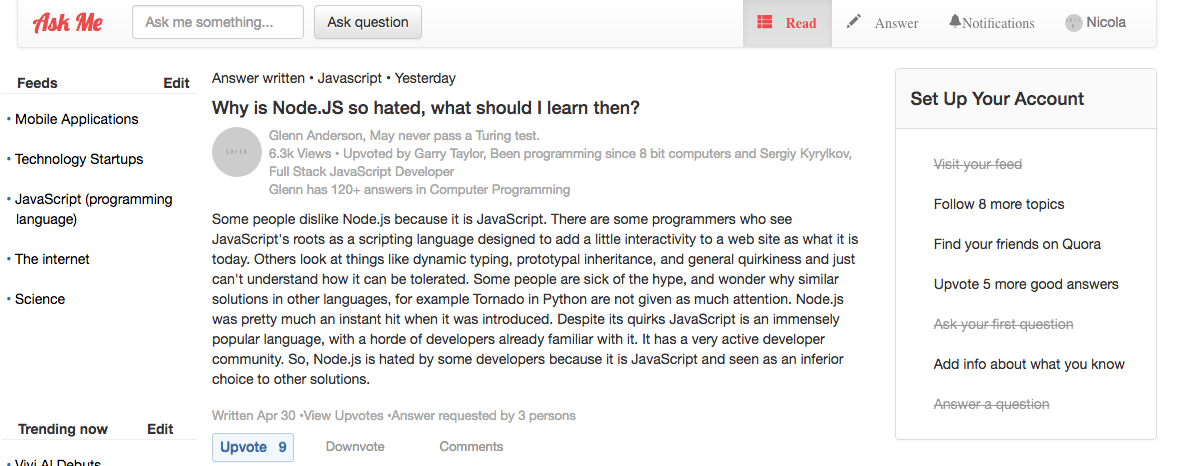 Ask Me
Ask me something...
Ask question
Read
Answer
Notifications
Nicola
Feeds Edit
• Mobile Applications
• Technology Startups
• JavaScript (programming
language)
• The internet
• Science
Trending now Edit
Answer written • Javascript • Yesterday
Why is Node.JS so hated, what should I learn then?
Glenn Anderson, May never pass a Turing test.
6.3k Views • Upvoted by Garry Taylor, Been programming since 8 bit computers and Sergiy Kyrylkov,
Full Stack JavaScript Developer
Glenn has 120+ answers in Computer Programming
Some people dislike Node.js because it is JavaScript. There are some programmers who see
JavaScript's roots as a scripting language designed to add a little interactivity to a web site as what it is
today. Others look at things like dynamic typing, prototypal inheritance, and general quirkiness and just
can't understand how it can be tolerated. Some people are sick of the hype, and wonder why similar
solutions in other languages, for example Tornado in Python are not given as much attention. Node.js
was pretty much an instant hit when it was introduced. Despite its quirks JavaScript is an immensely
popular language, with a horde of developers already familiar with it. It has a very active developer
community. So, Node.js is hated by some developers because it is JavaScript and seen as an inferior
choice to other solutions.
Written Apr 30 •View Upvotes •Answer requested by 3 persons
Upvote 9
Downvote
Comments
Set Up Your Account
Visit your feed
Follow 8 more topics
Find your friends on Quora
Upvote 5 more good answers
Ask your first question
Add info about what you know
Answer a question